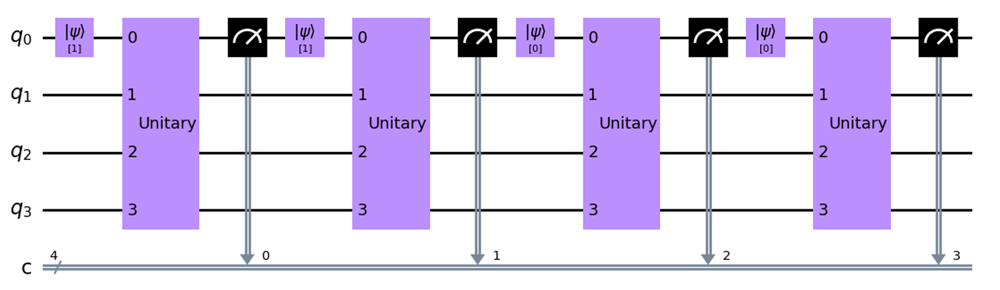 q0 |ψ⟩ [1] 0 |ψ⟩ [1] 0 |ψ⟩ [0] 0 |ψ⟩ [0] 0
q1 1 1 1 1
Unitary Unitary Unitary Unitary
q2 2 2 2 2
q3 3 3 3 3
4 0 1 2 3
c